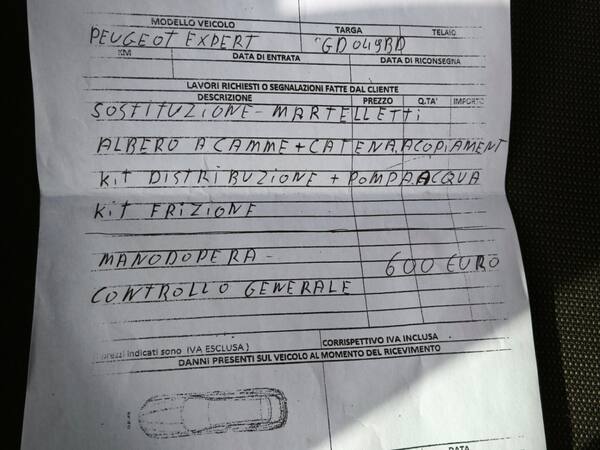 MODELLO VEICOLO TARGA TELAIO
PEUGEOT EXPERT GD049BD
KM DATA DI ENTRATA DATA DI RICONSEGNA
LAVORI RICHIESTI O SEGNALAZIONI FATTE DAL CLIENTE
DESCRIZIONE PREZZO Q.TA' IMPORTO
SOSTITUZIONE - MARTELLETTI
ALBERO A CAMME + CATENA ACOPIAMENT
KIT DISTRIBUZIONE + POMPA ACQUA
KIT FRIZIONE
MANODOPERA - 600 EURO
CONTROLLO GENERALE
prezzi indicati sono (IVA ESCLUSA) CORRISPETTIVO IVA INCLUSA
DANNI PRESENTI SUL VEICOLO AL MOMENTO DEL RICEVIMENTO
DATA